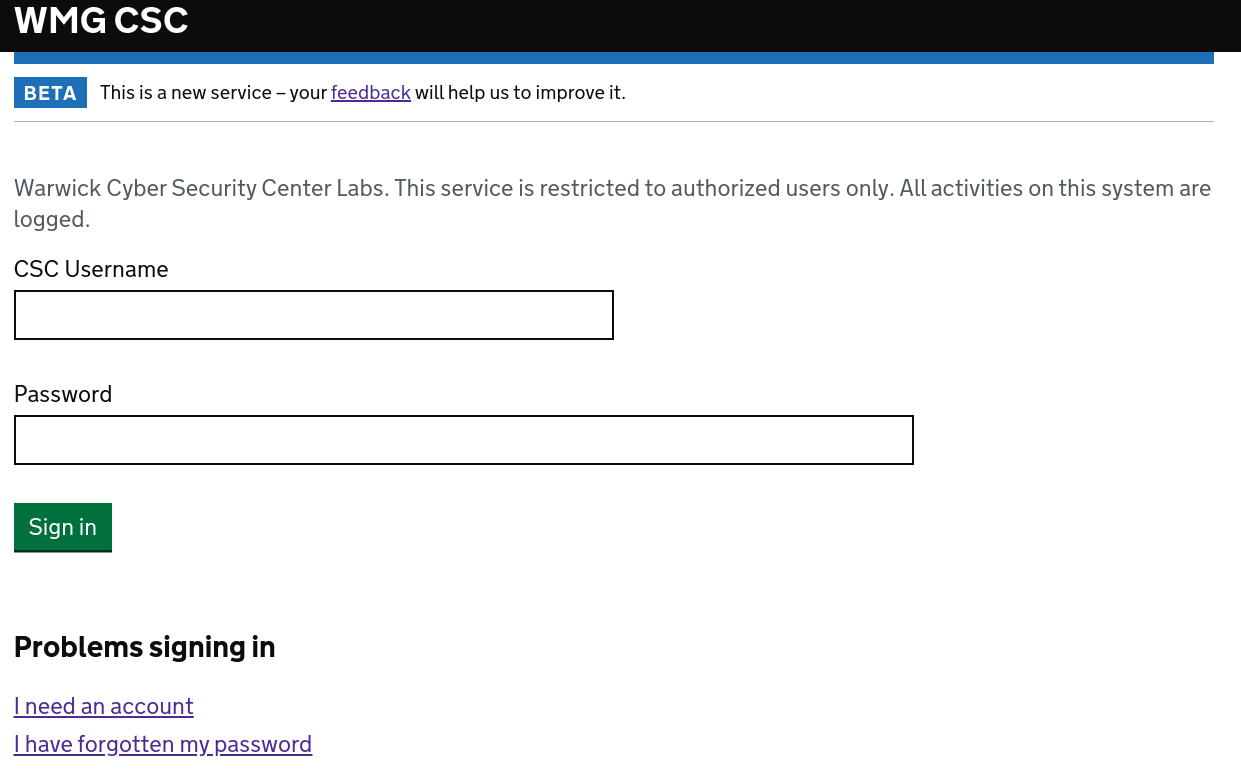 WMG CSC
BETA This is a new service – your feedback will help us to improve it.
Warwick Cyber Security Center Labs. This service is restricted to authorized users only. All activities on this system are
logged.
CSC Username
Password
Sign in
Problems signing in
I need an account
I have forgotten my password